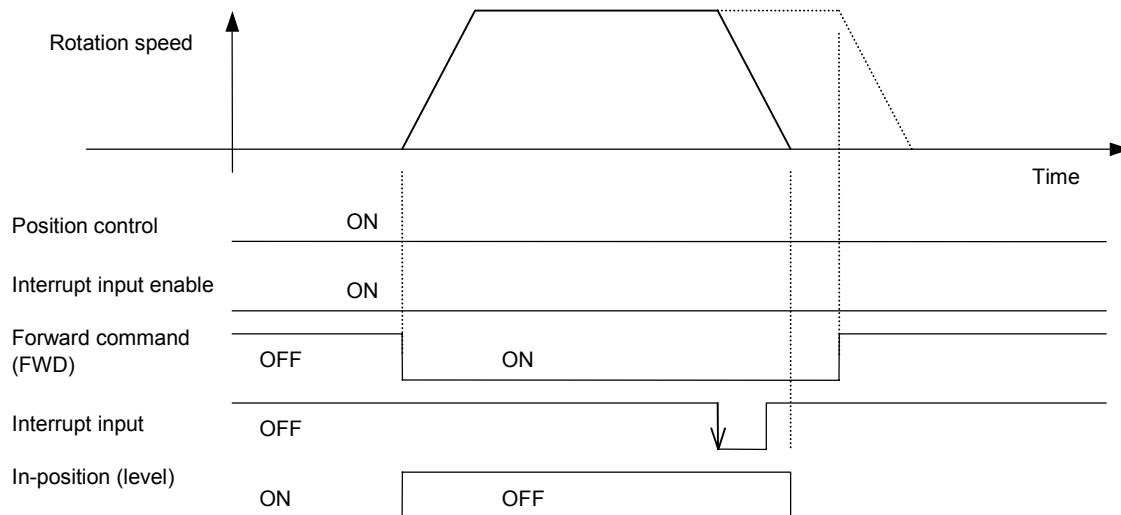 Rotation speed
Time
Position control
ON
Interrupt input enable
ON
Forward command
(FWD)
OFF
ON
Interrupt input
OFF
In-position (level)
ON
OFF